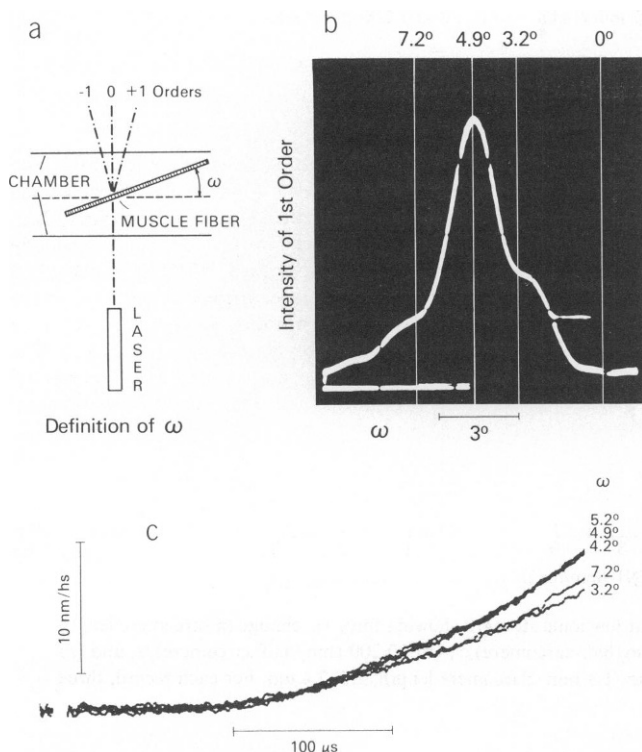 a
-1 0 +1 Orders
CHAMBER
ω
MUSCLE FIBER
LASER
Definition of ω
b
7.2° 4.9° 3.2° 0°
Intensity of 1st Order
ω 3°
c
10 nm/hs
100 µs
ω
5.2°
4.9°
4.2°
7.2°
3.2°